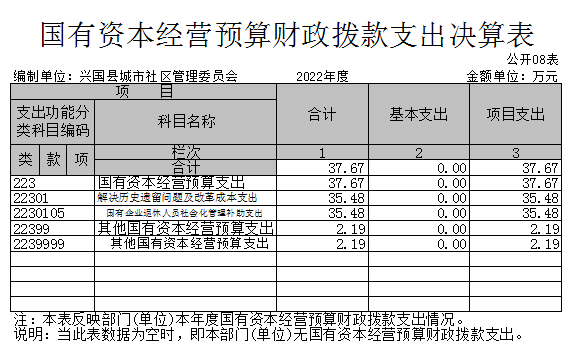 国有资本经营预算财政拨款支出决算表
公开08表
编制单位：兴国县城市社区管理委员会 2022年度 金额单位：万元
项 目 合计 基本支出 项目支出
支出功能分类科目编码 科目名称
类 款 项 栏次 1 2 3
合计 37.67 0.00 37.67
223 国有资本经营预算支出 37.67 0.00 37.67
22301 解决历史遗留问题及改革成本支出 35.48 0.00 35.48
2230105 国有企业退休人员社会化管理补助支出 35.48 0.00 35.48
22399 其他国有资本经营预算支出 2.19 0.00 2.19
2239999 其他国有资本经营预算支出 2.19 0.00 2.19
注：本表反映部门(单位)本年度国有资本经营预算财政拨款支出情况。
说明：当此表数据为空时，即本部门(单位)无国有资本经营预算财政拨款支出。